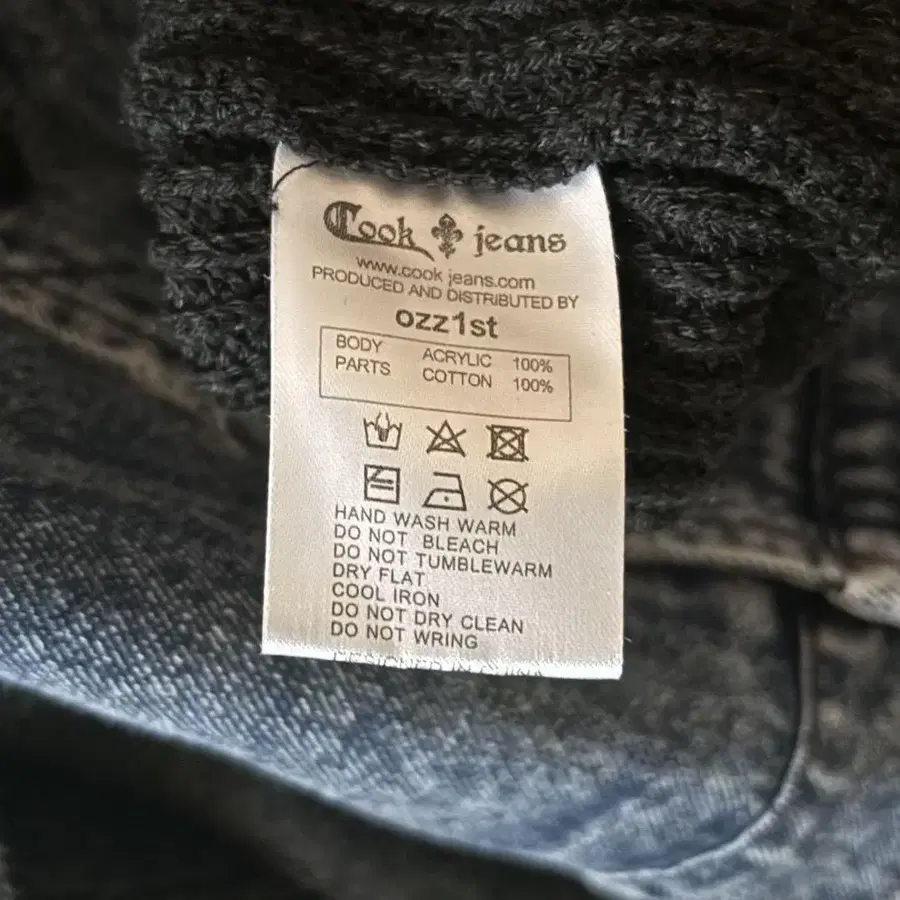 Cook jeans
www.cook jeans.com
PRODUCED AND DISTRIBUTED BY
ozz1st
BODY ACRYLIC 100%
PARTS COTTON 100%
HAND WASH WARM
DO NOT BLEACH
DO NOT TUMBLEWARM
DRY FLAT
COOL IRON
DO NOT DRY CLEAN
DO NOT WRING